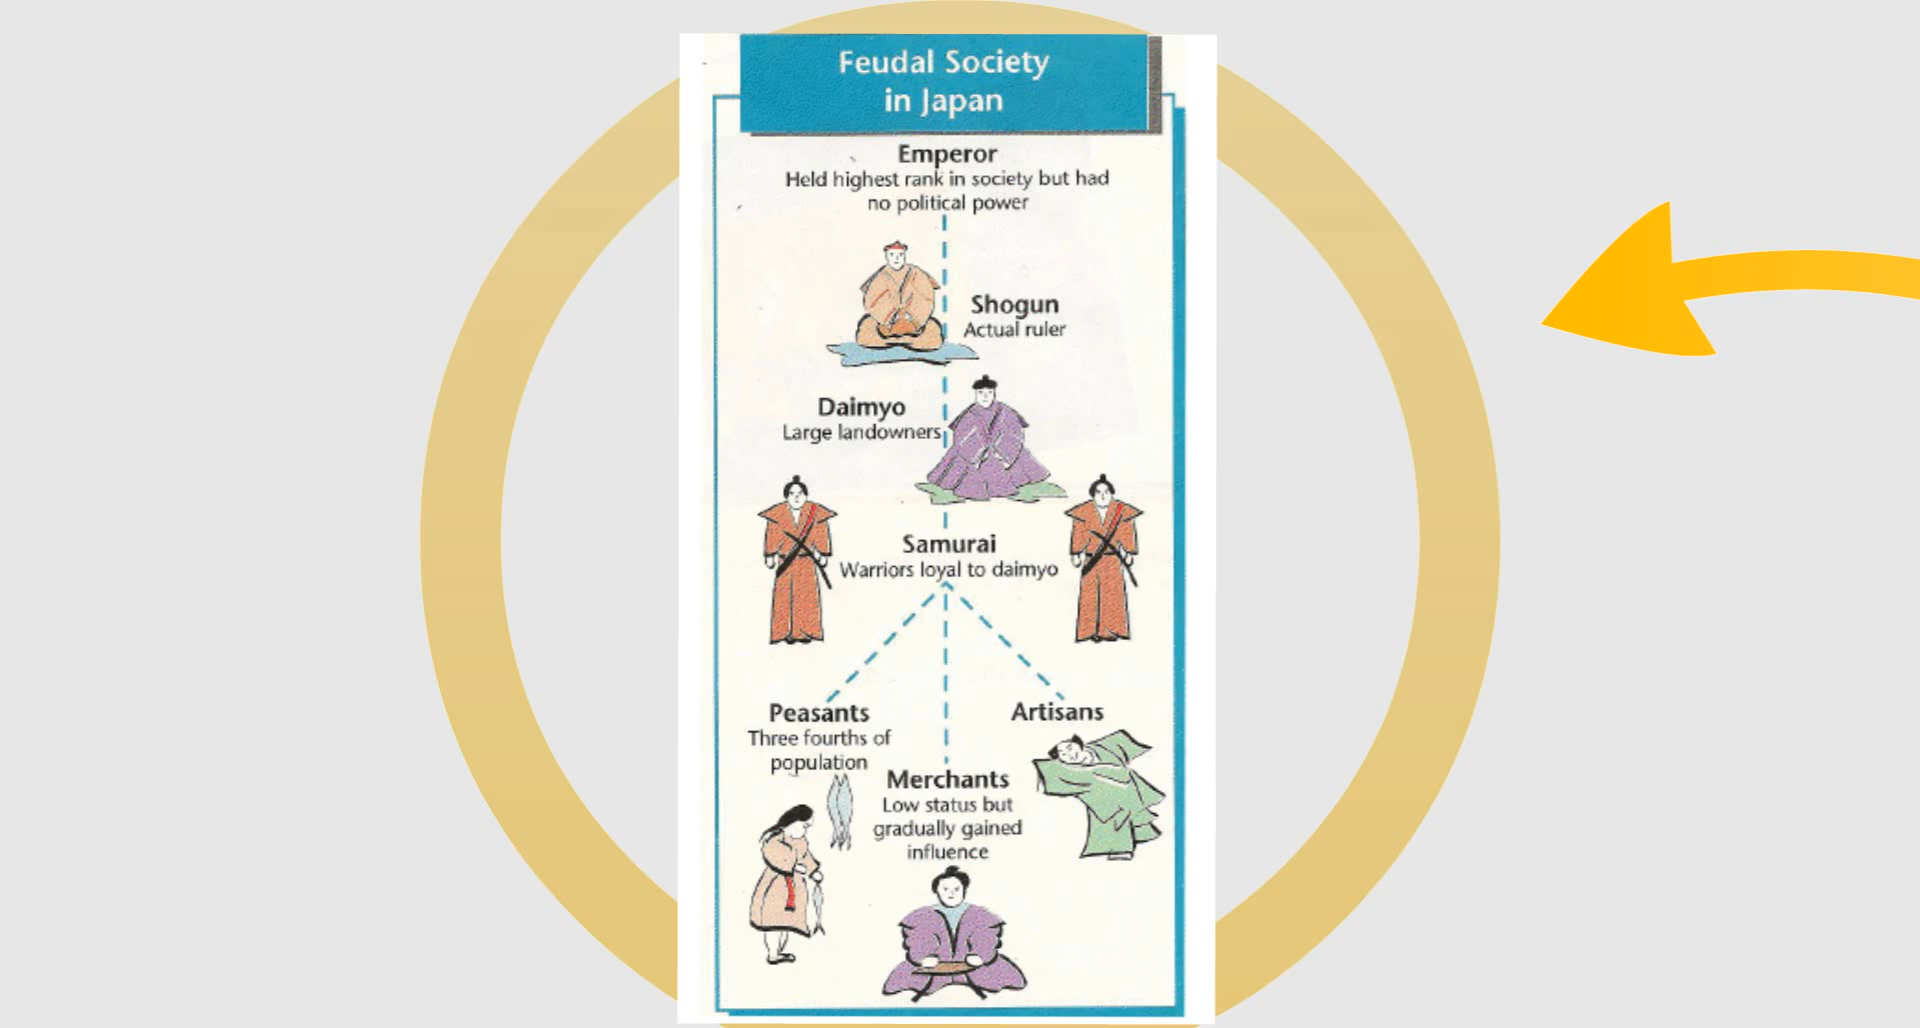 Feudal Society
in Japan
Emperor
Held highest rank in society but had
no political power
Shogun
Actual ruler
Daimyo
Large landowners
Samurai
Warriors loyal to daimyo
Peasants
Three fourths of
population
Artisans
Merchants
Low status but
gradually gained
influence